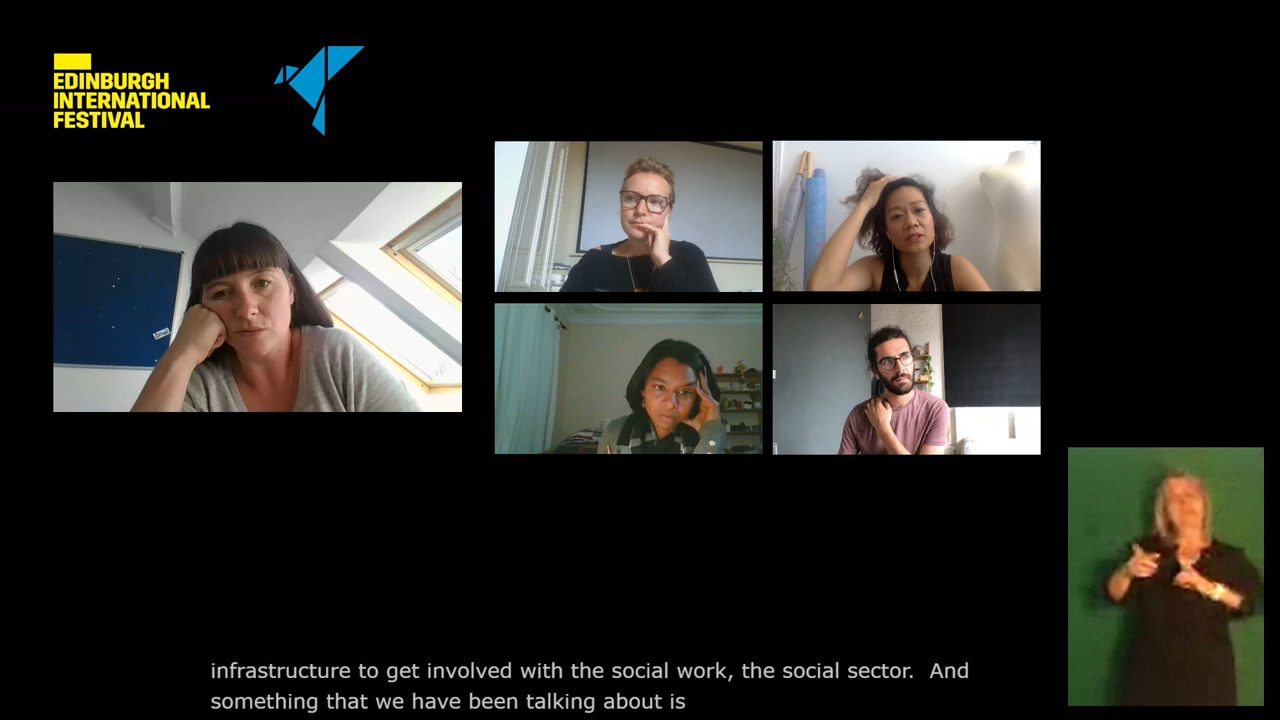 EDINBURGH
INTERNATIONAL
FESTIVAL
infrastructure to get involved with the social work, the social sector.  And
something that we have been talking about is